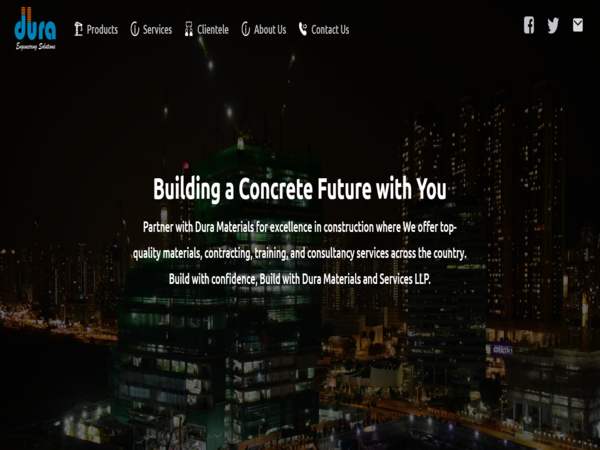 dura
Engineering Solutions
Products
Services
Clientele
About Us
Contact Us
Building a Concrete Future with You
Partner with Dura Materials for excellence in construction where We offer top-
quality materials, contracting, training, and consultancy services across the country.
Build with confidence, Build with Dura Materials and Services LLP.